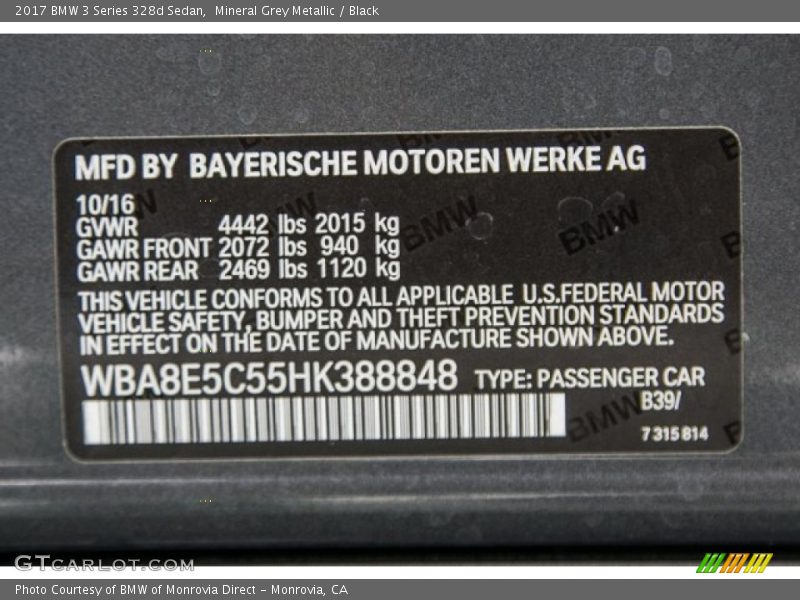 2017 BMW 3 Series 328d Sedan,  Mineral Grey Metallic / Black
MFD BY BAYERISCHE MOTOREN WERKE AG
10/16
GVWR 4442 lbs 2015 kg
GAWR FRONT 2072 lbs 940 kg
GAWR REAR 2469 lbs 1120 kg
THIS VEHICLE CONFORMS TO ALL APPLICABLE U.S.FEDERAL MOTOR
VEHICLE SAFETY, BUMPER AND THEFT PREVENTION STANDARDS
IN EFFECT ON THE DATE OF MANUFACTURE SHOWN ABOVE.
WBA8E5C55HK388848 TYPE: PASSENGER CAR
B39/
7 315 814
BMW
BMW
BMW
GTCARLOT.COM
Photo Courtesy of BMW of Monrovia Direct - Monrovia, CA